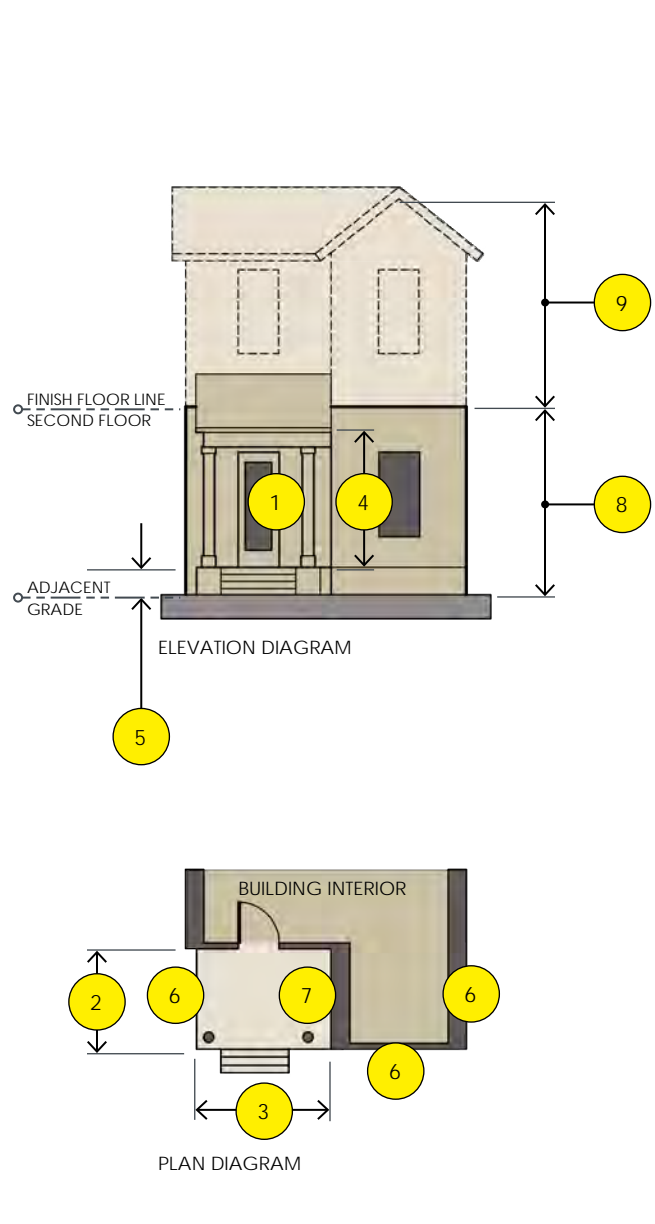 9
FINISH FLOOR LINE
SECOND FLOOR
1
4
8
ADJACENT
GRADE
ELEVATION DIAGRAM
5
BUILDING INTERIOR
2
6
7
6
6
3
PLAN DIAGRAM